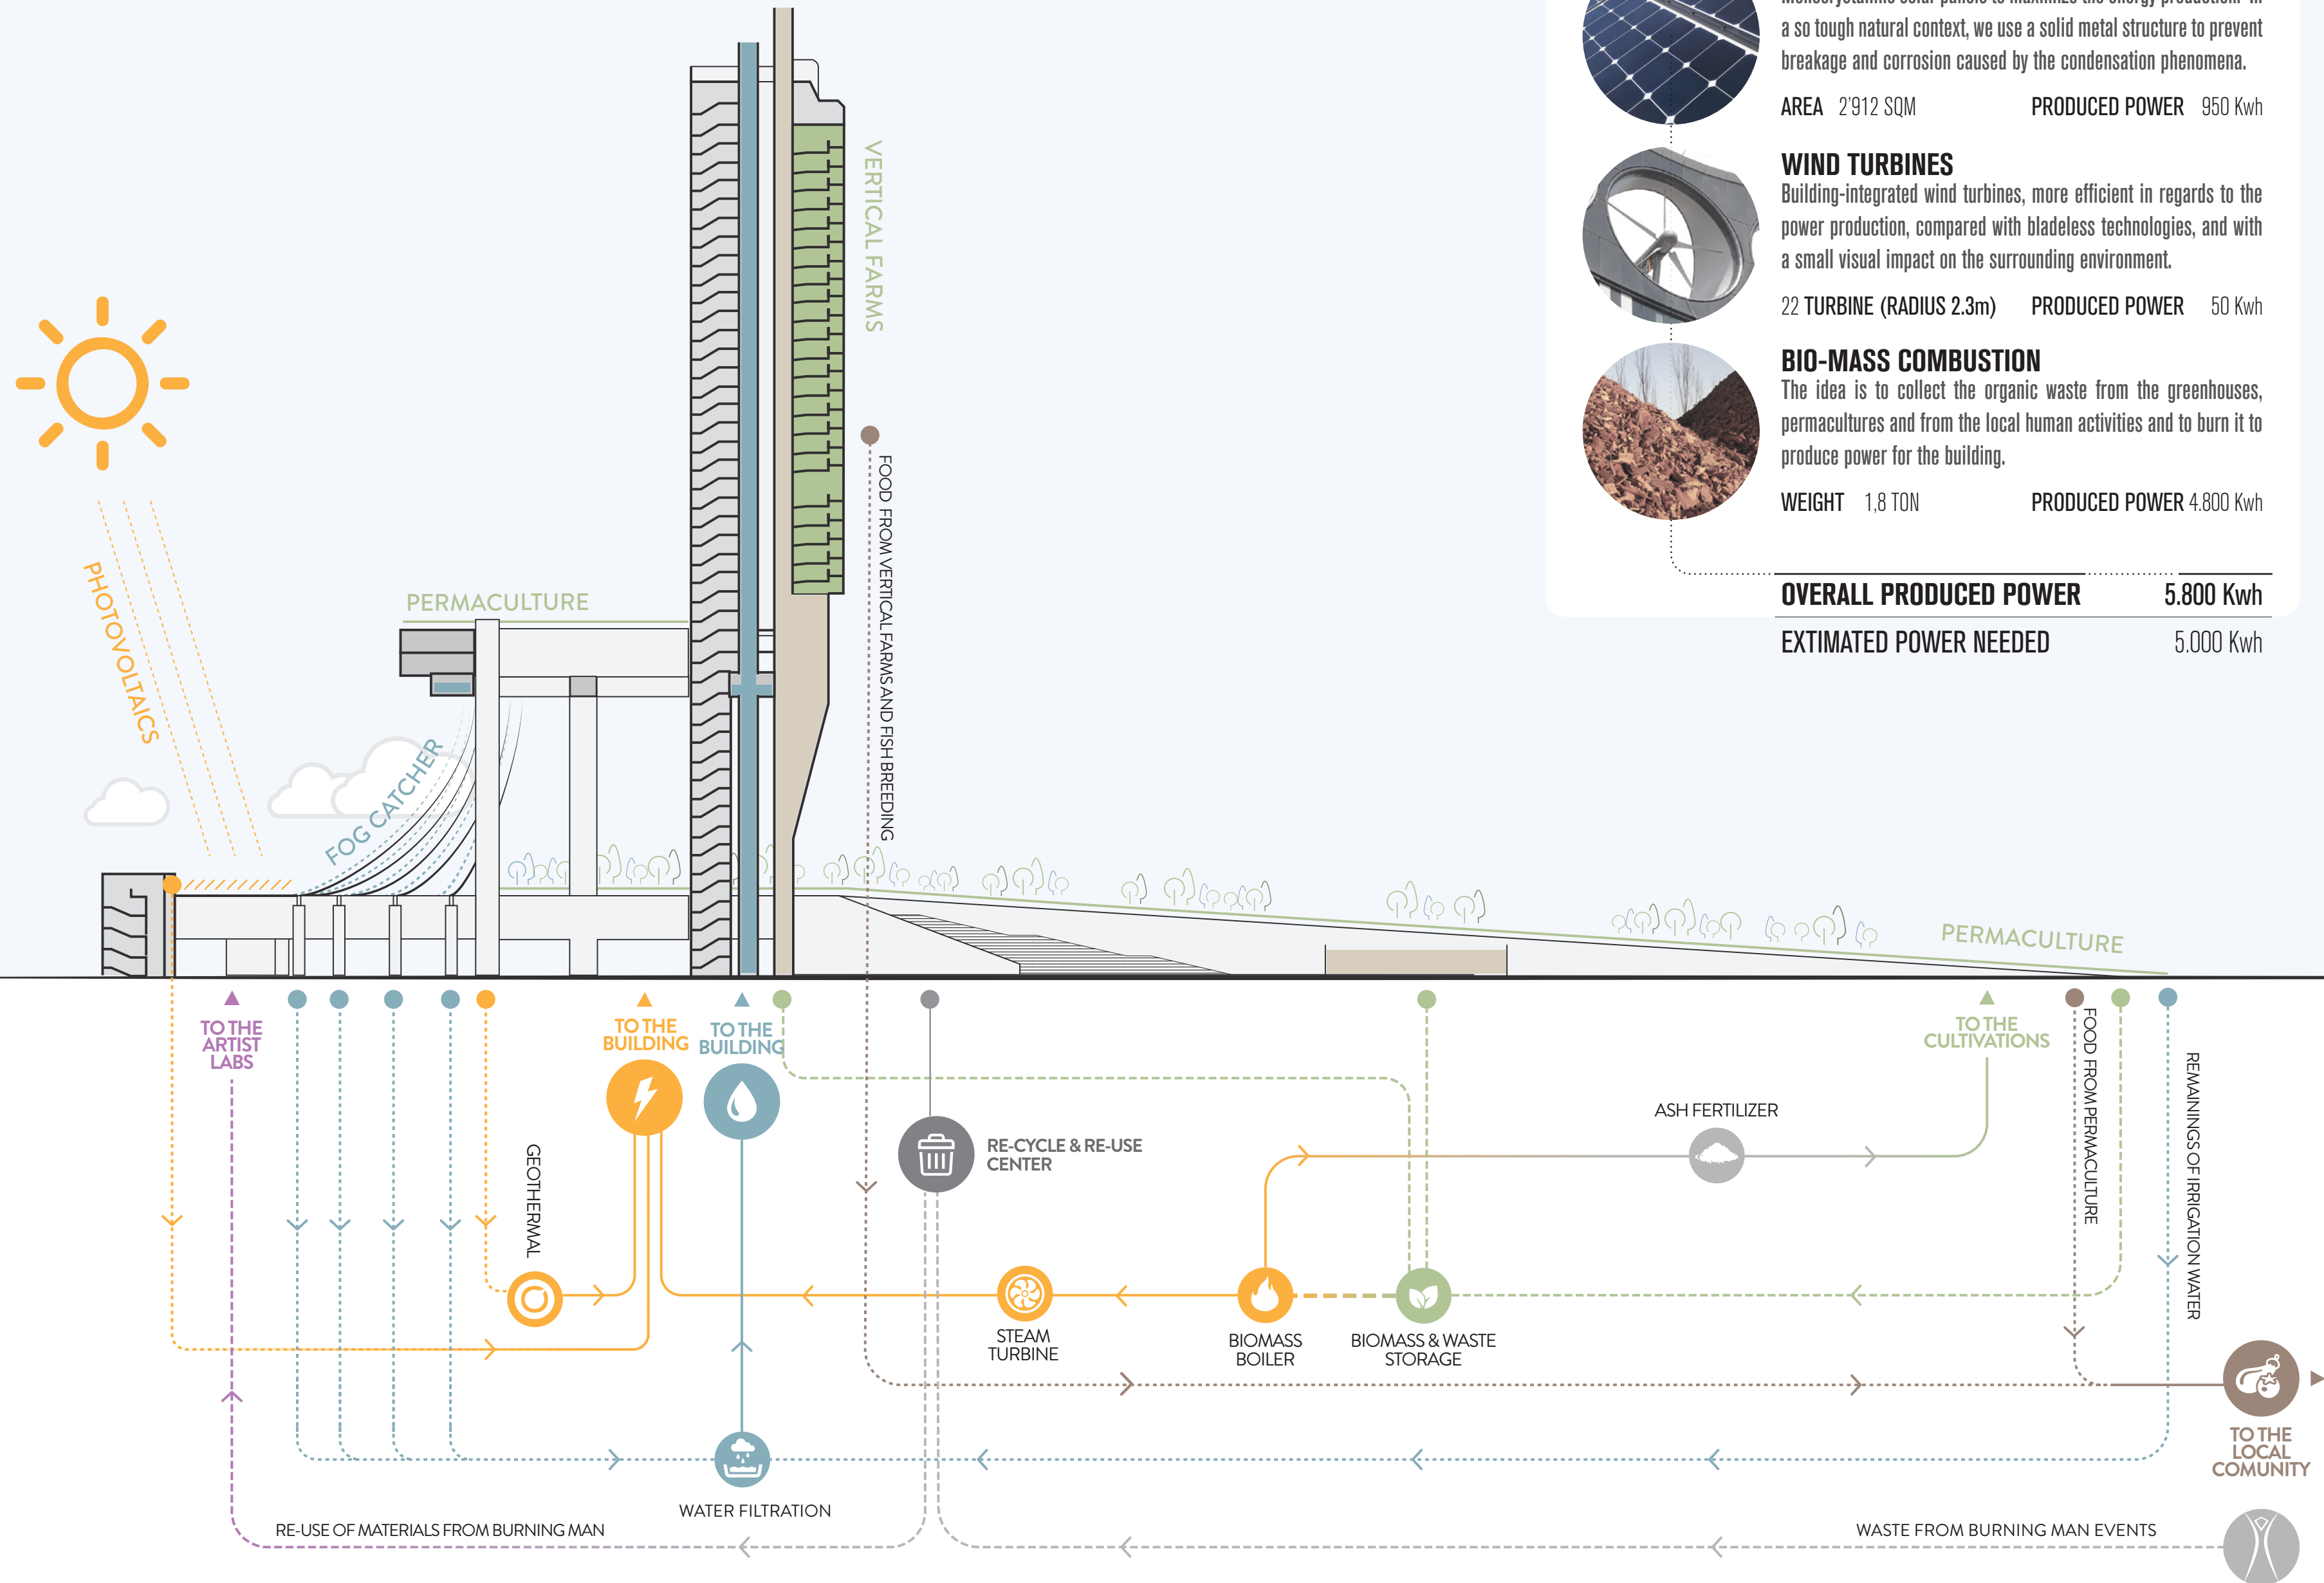 Monocrystalline solar panels to maximize the energy production. In
a so tough natural context, we use a solid metal structure to prevent
breakage and corrosion caused by the condensation phenomena.
AREA 2'912 SQM PRODUCED POWER 950 Kwh
WIND TURBINES
Building-integrated wind turbines, more efficient in regards to the
power production, compared with bladeless technologies, and with
a small visual impact on the surrounding environment.
22 TURBINE (RADIUS 2.3m) PRODUCED POWER 50 Kwh
BIO-MASS COMBUSTION
The idea is to collect the organic waste from the greenhouses,
permacultures and from the local human activities and to burn it to
produce power for the building.
WEIGHT 1,8 TON PRODUCED POWER 4.800 Kwh
OVERALL PRODUCED POWER 5.800 Kwh
EXTIMATED POWER NEEDED 5.000 Kwh
VERTICAL FARMS
FOOD FROM VERTICAL FARMS AND FISH BREEDING
PHOTOVOLTAICS
PERMACULTURE
FOG CATCHER
PERMACULTURE
TO THE
ARTIST
LABS
TO THE
BUILDING
TO THE
BUILDING
TO THE
CULTIVATIONS
FOOD FROM PERMACULTURE
REMAININGS OF IRRIGATION WATER
GEOTHERMAL
RE-CYCLE & RE-USE
CENTER
ASH FERTILIZER
STEAM
TURBINE
BIOMASS
BOILER
BIOMASS & WASTE
STORAGE
TO THE
LOCAL
COMUNITY
WATER FILTRATION
RE-USE OF MATERIALS FROM BURNING MAN
WASTE FROM BURNING MAN EVENTS